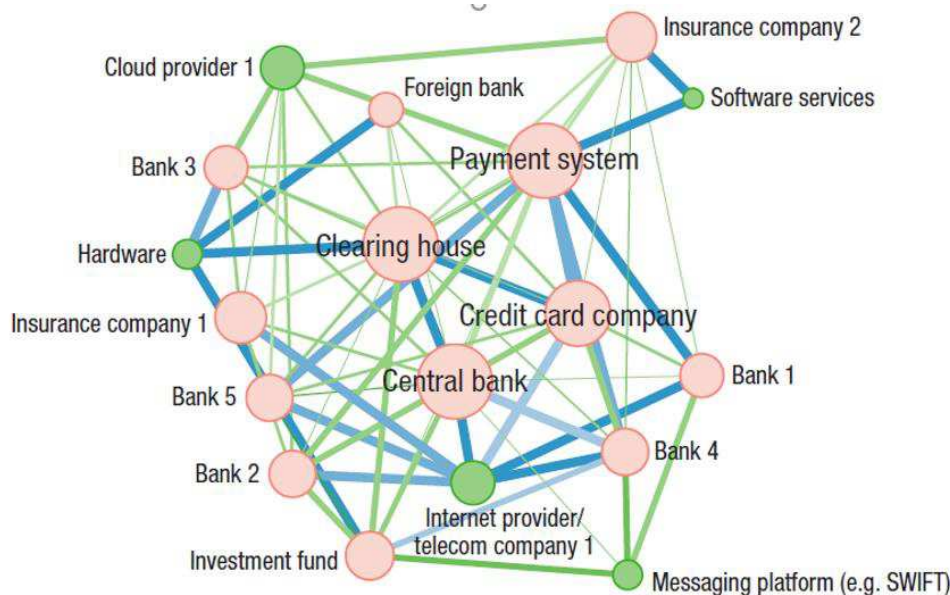 Insurance company 2
Cloud provider 1
Foreign bank
Software services
Bank 3
Payment system
Hardware
Clearing house
Insurance company 1
Credit card company
Bank 5
Central bank
Bank 1
Bank 2
Bank 4
Internet provider/
telecom company 1
Investment fund
Messaging platform (e.g. SWIFT)